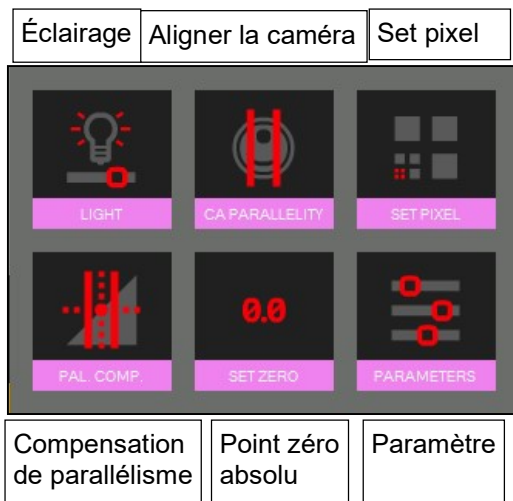 Éclairage
Aligner la caméra
Set pixel
LIGHT
CA PARALLELITY
SET PIXEL
0.0
PAL. COMP.
SET ZERO
PARAMETERS
Compensation
de parallélisme
Point zéro
absolu
Paramètre